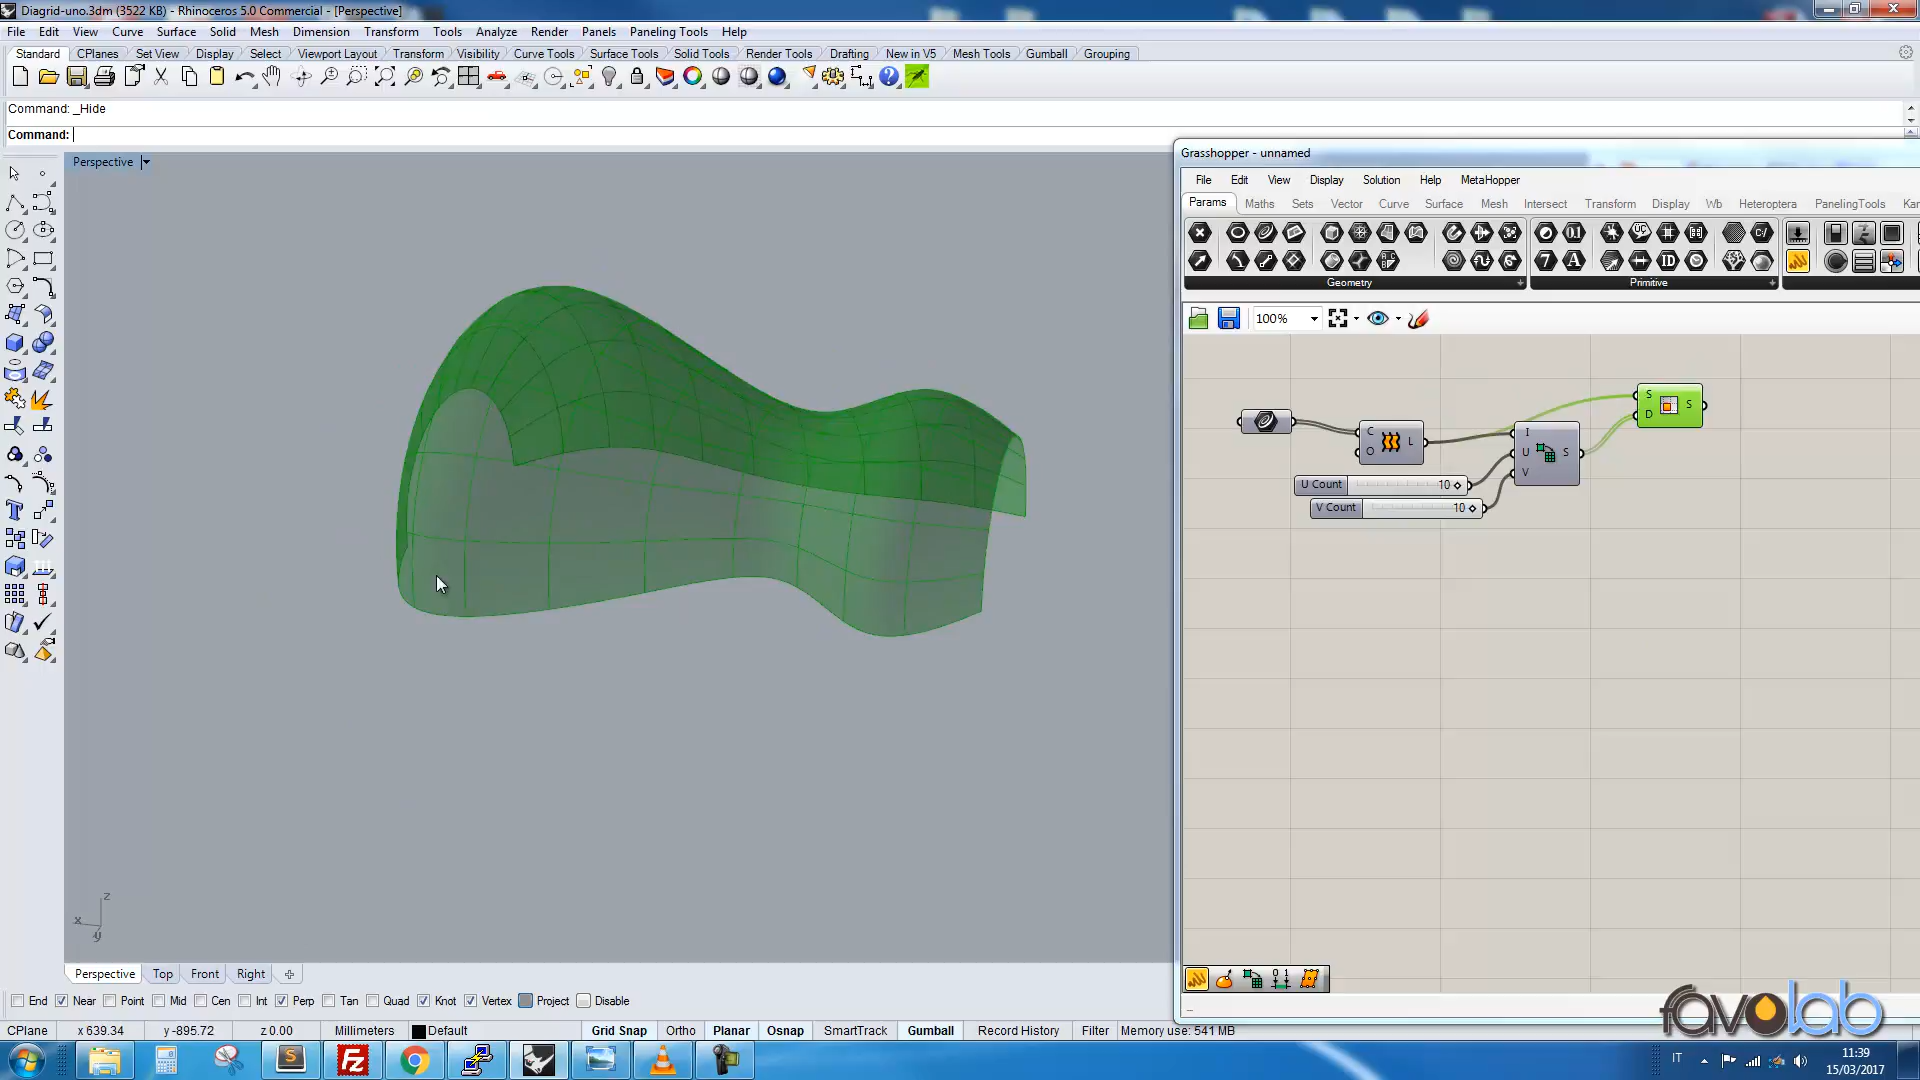 Diagrid-uno.3dm (3522 KB) - Rhinoceros 5.0 Commercial - [Perspective]
File Edit View Curve Surface Solid Mesh Dimension Transform Tools Analyze Render Panels Paneling Tools Help
Standard CPlanes Set View Display Select Viewport Layout Transform Visibility Curve Tools Surface Tools Solid Tools Render Tools Drafting New in V5 Mesh Tools Gumball Grouping
Command: _Hide
Command:
Perspective
Grasshopper - unnamed
File Edit View Display Solution Help MetaHopper
Params Maths Sets Vector Curve Surface Mesh Intersect Transform Display Wb Heteroptera PanelingTools Kan
Geometry Primitive
100%
S
D S
C
O L
I
U S
V
U Count 10
V Count 10
z
x
y
Perspective Top Front Right
End Near Point Mid Cen Int Perp Tan Quad Knot Vertex Project Disable
favolab
CPlane x 639.34 y -895.72 z 0.00 Millimeters Default Grid Snap Ortho Planar Osnap SmartTrack Gumball Record History Filter Memory use: 541 MB
IT 11:39
15/03/2017